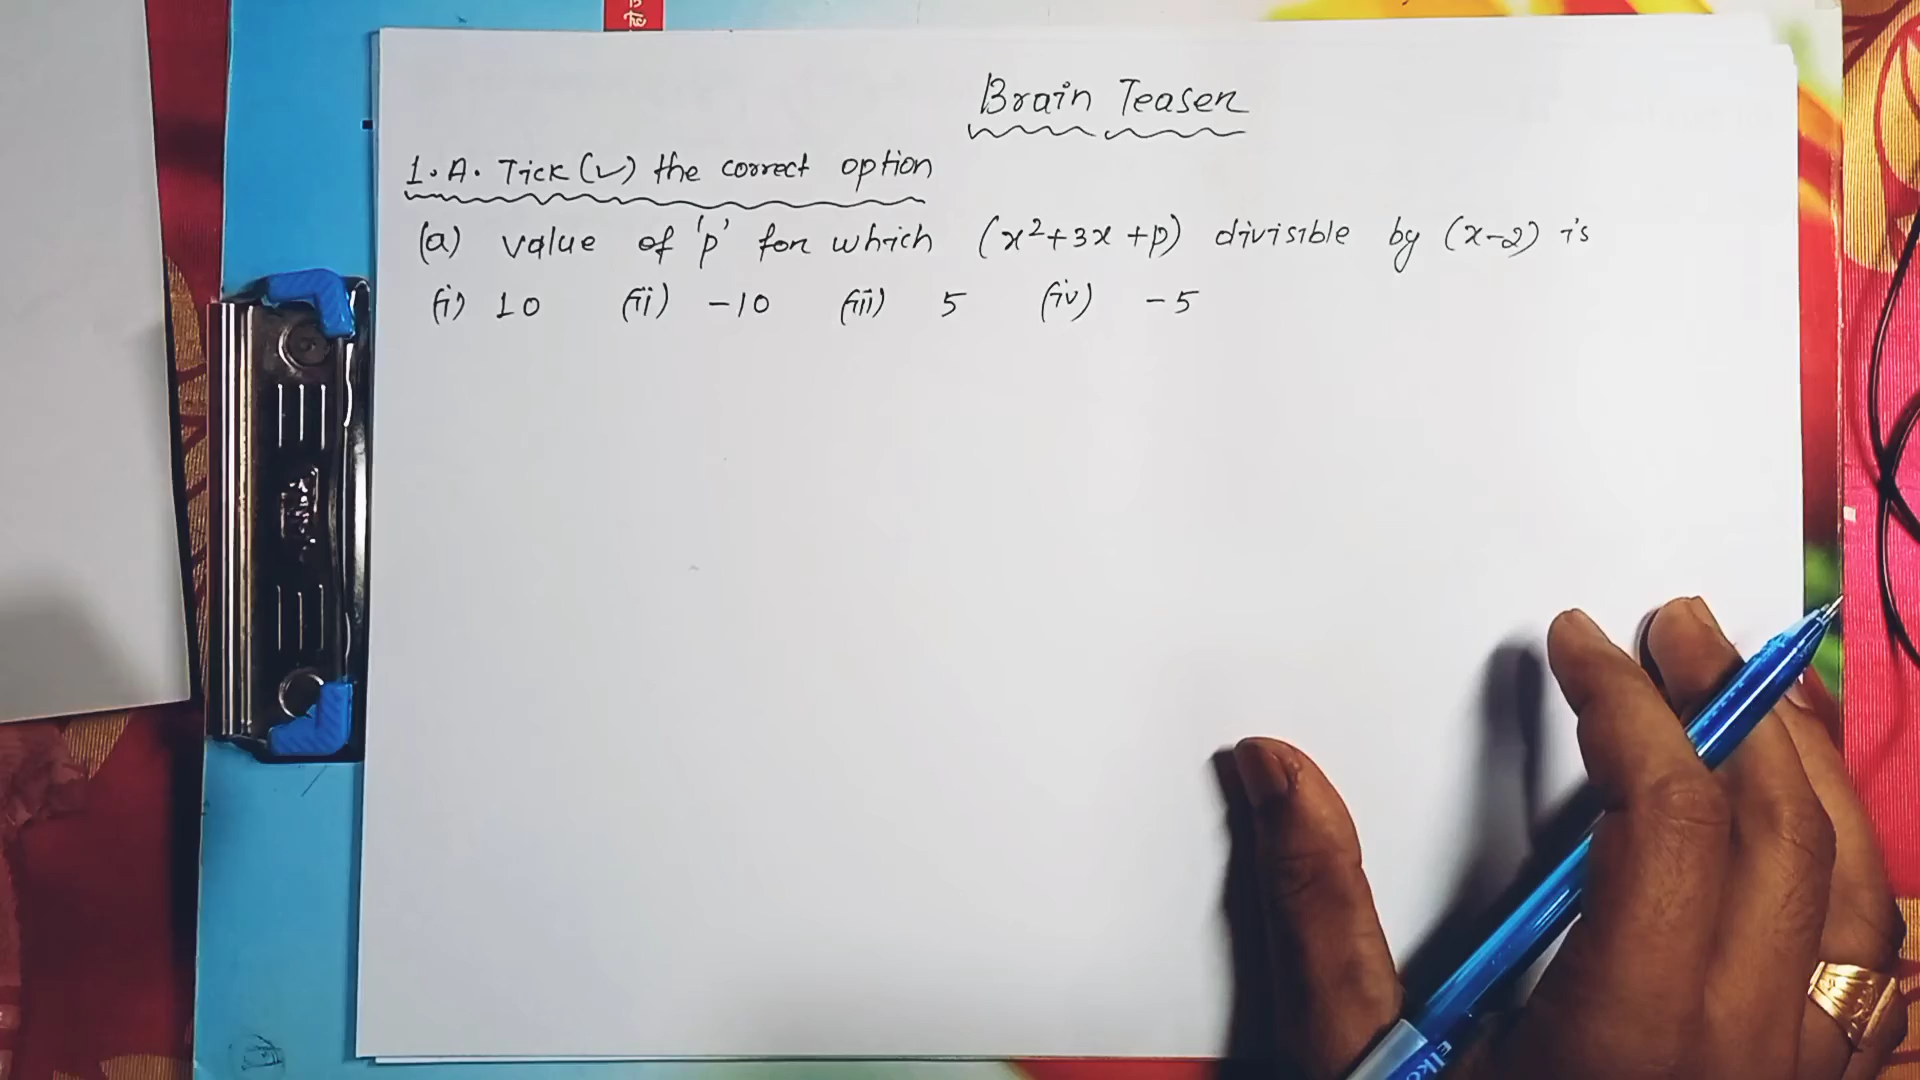 Brain Teaser
1.A. Tick (✓) the correct option
(a) value of 'p' for which (x²+3x+p) divisible by (x-2) is
(i) 10 (ii) -10 (iii) 5 (iv) -5
Elko